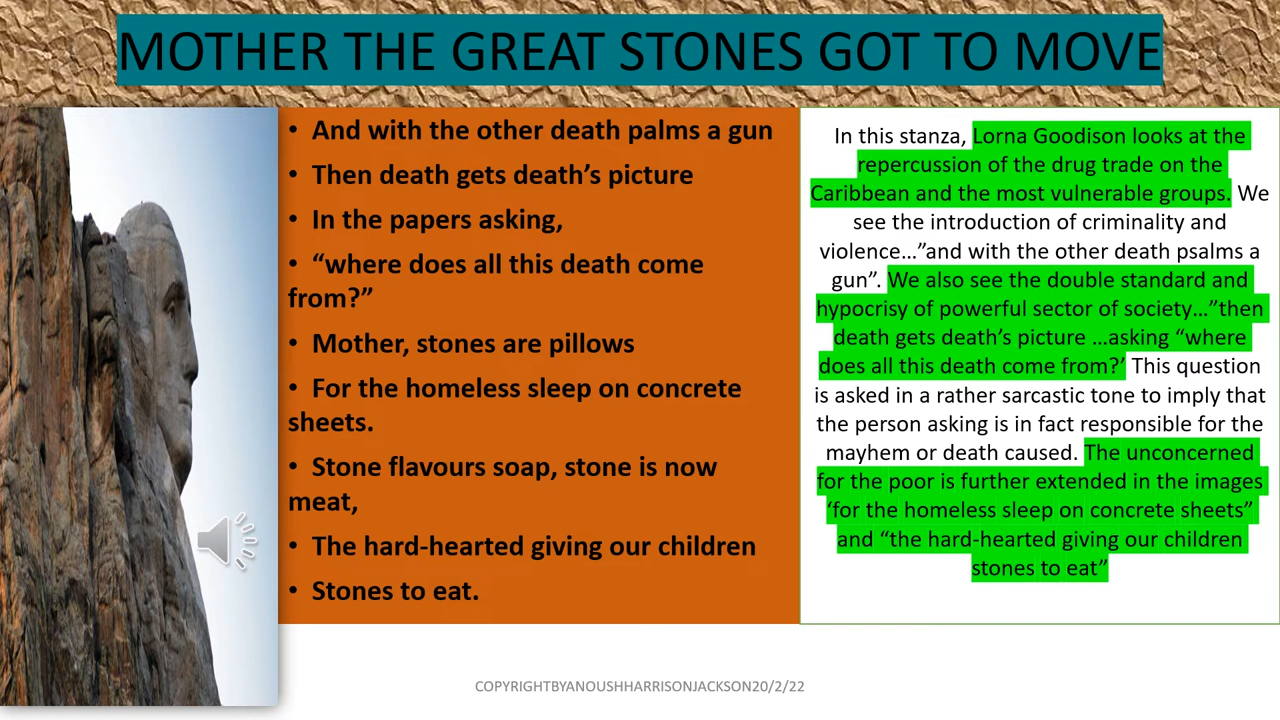 MOTHER THE GREAT STONES GOT TO MOVE
• And with the other death palms a gun
• Then death gets death’s picture
• In the papers asking,
• “where does all this death come
from?”
• Mother, stones are pillows
• For the homeless sleep on concrete
sheets.
• Stone flavours soap, stone is now
meat,
• The hard-hearted giving our children
• Stones to eat.
In this stanza, Lorna Goodison looks at the
repercussion of the drug trade on the
Caribbean and the most vulnerable groups. We
see the introduction of criminality and
violence…”and with the other death psalms a
gun”. We also see the double standard and
hypocrisy of powerful sector of society…”then
death gets death’s picture …asking “where
does all this death come from?’ This question
is asked in a rather sarcastic tone to imply that
the person asking is in fact responsible for the
mayhem or death caused. The unconcerned
for the poor is further extended in the images
‘for the homeless sleep on concrete sheets”
and “the hard-hearted giving our children
stones to eat”
COPYRIGHTBYANOUSHHARRISONJACKSON20/2/22